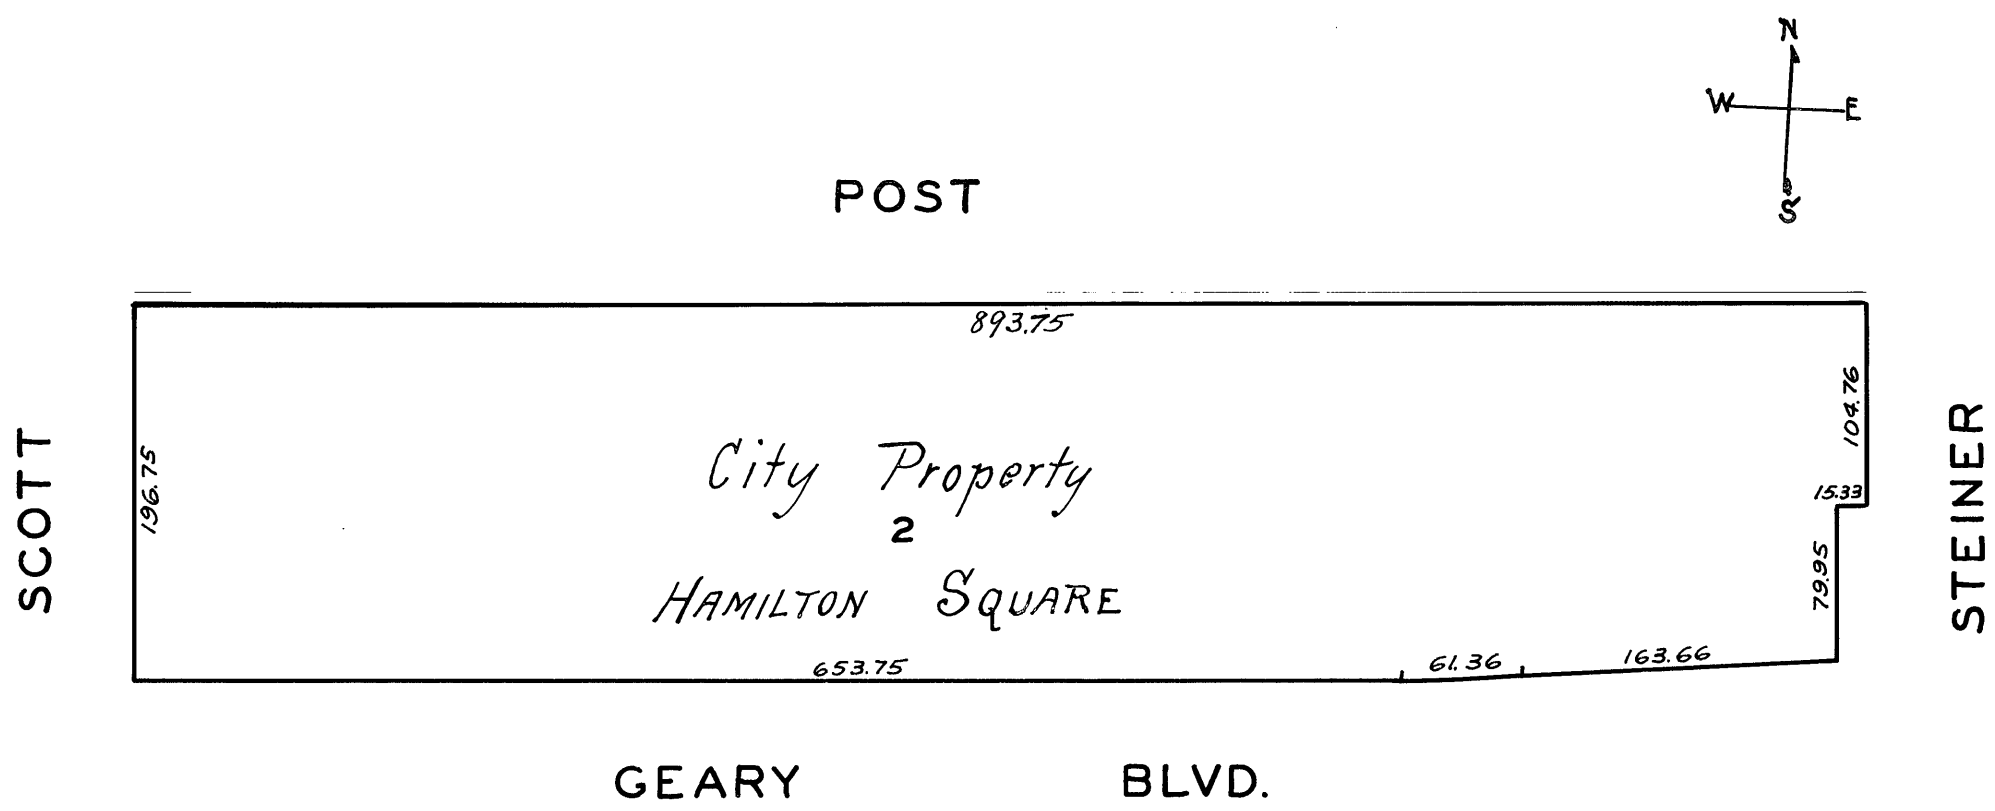 N
W E
S
POST
893.75
104.76
SCOTT
196.75
City Property
2
HAMILTON SQUARE
15.33
79.95
STEINER
653.75
61.36
163.66
GEARY BLVD.